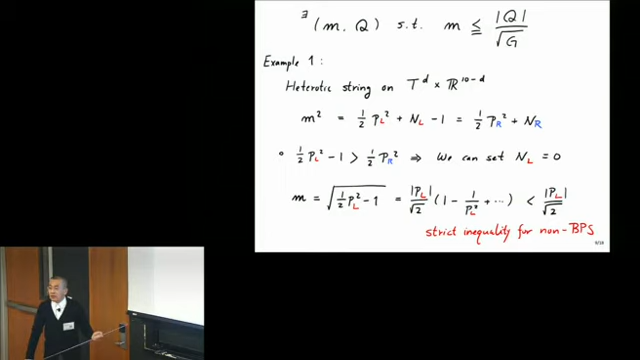 ∃ (m, Q) s.t. m ≦ |Q| / √G
Example 1 :
Heterotic string on T^d × ℝ^{10-d}
m² = 1/2 P_L² + N_L − 1 = 1/2 P_R² + N_R
∘ 1/2 P_L² − 1 > 1/2 P_R² ⇒ We can set N_L = 0
m = √(1/2 P_L² − 1) = |P_L|/√2 (1 − 1/P_L² + ⋯) < |P_L|/√2
strict inequality for non-BPS